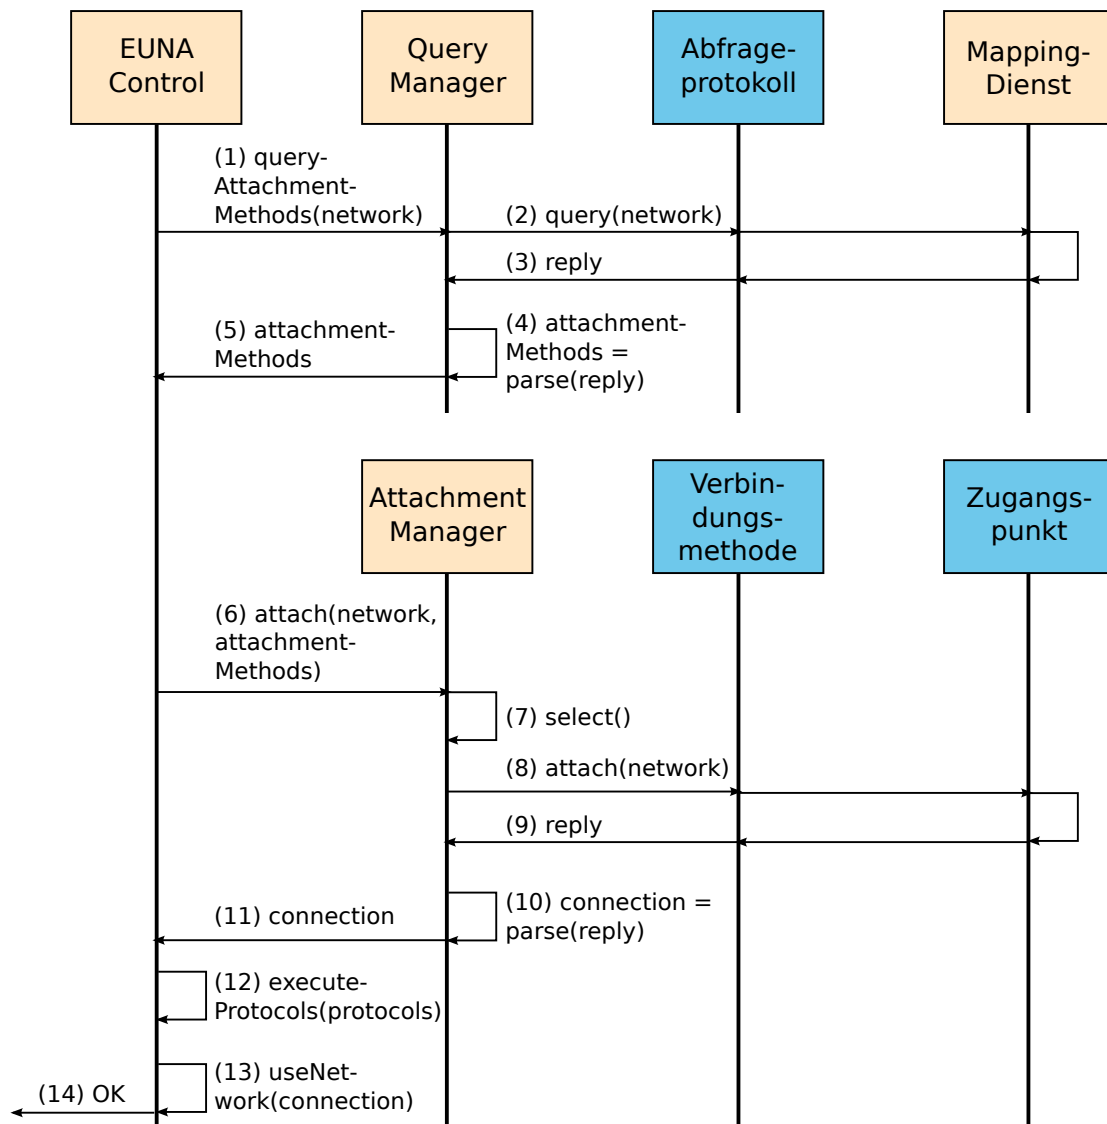 EUNA
Control
Query
Manager
Abfrage-
protokoll
Mapping-
Dienst
(1) query-
Attachment-
Methods(network)
(2) query(network)
(3) reply
(4) attachment-
Methods =
parse(reply)
(5) attachment-
Methods
Attachment
Manager
Verbin-
dungs-
methode
Zugangs-
punkt
(6) attach(network,
attachment-
Methods)
(7) select()
(8) attach(network)
(9) reply
(10) connection =
parse(reply)
(11) connection
(12) execute-
Protocols(protocols)
(13) useNet-
work(connection)
(14) OK